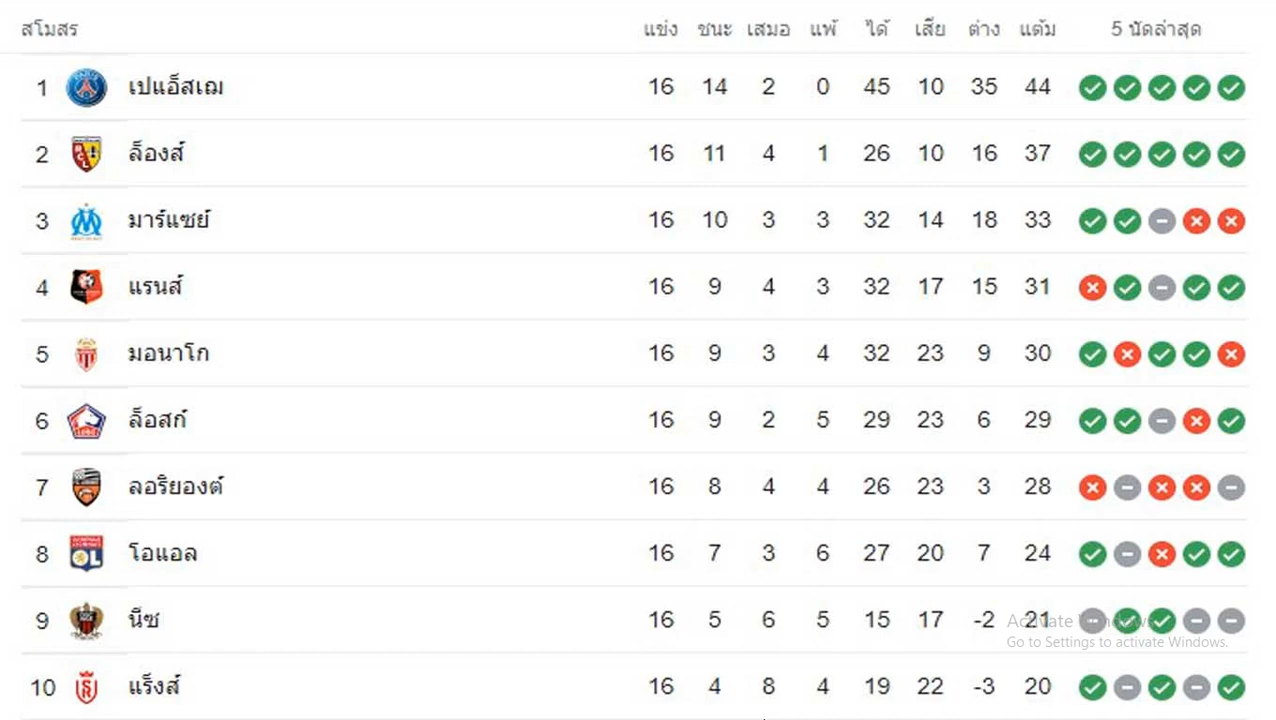 สโมสร แข่ง ชนะ เสมอ แพ้ ได้ เสีย ต่าง แต้ม 5 นัดล่าสุด
1 เปแอ็สเฌ 16 14 2 0 45 10 35 44
2 ล็องส์ 16 11 4 1 26 10 16 37
3 มาร์แซย์ 16 10 3 3 32 14 18 33
4 แรนส์ 16 9 4 3 32 17 15 31
5 มอนาโก 16 9 3 4 32 23 9 30
6 ล็อสก์ 16 9 2 5 29 23 6 29
7 ลอริยองต์ 16 8 4 4 26 23 3 28
8 โอแอล 16 7 3 6 27 20 7 24
9 นีซ 16 5 6 5 15 17 -2 21
Activate Windows
Go to Settings to activate Windows.
10 แร็งส์ 16 4 8 4 19 22 -3 20